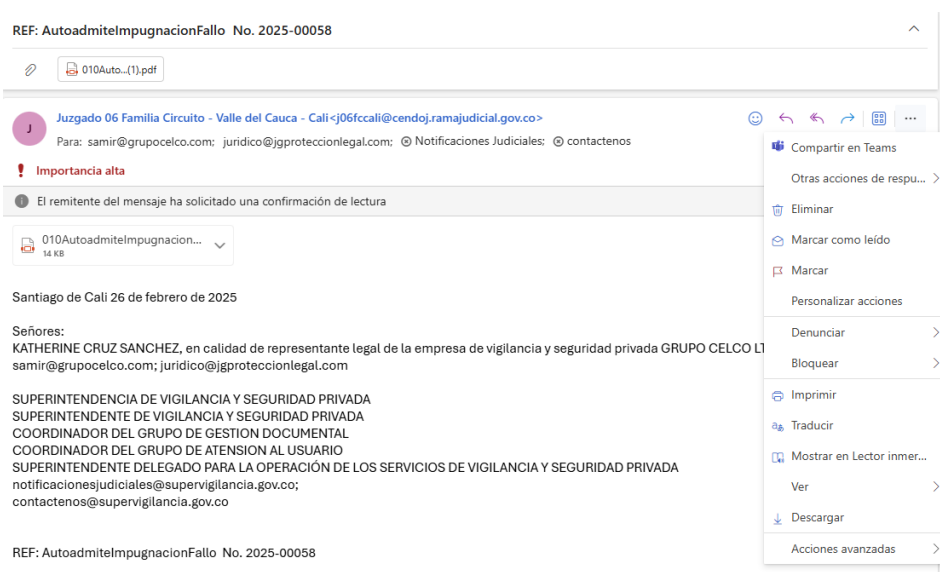 REF: AutoadmiteImpugnacionFallo No. 2025-00058
010Auto...(1).pdf
J
Juzgado 06 Familia Circuito - Valle del Cauca - Cali<j06fccali@cendoj.ramajudicial.gov.co>
Para: samir@grupocelco.com; juridico@jgproteccionlegal.com; Notificaciones Judiciales; contactenos
Importancia alta
El remitente del mensaje ha solicitado una confirmación de lectura
010AutoadmiteImpugnacion...
14 KB
Santiago de Cali 26 de febrero de 2025
Señores:
KATHERINE CRUZ SANCHEZ, en calidad de representante legal de la empresa de vigilancia y seguridad privada GRUPO CELCO LT
samir@grupocelco.com; juridico@jgproteccionlegal.com
SUPERINTENDENCIA DE VIGILANCIA Y SEGURIDAD PRIVADA
SUPERINTENDENTE DE VIGILANCIA Y SEGURIDAD PRIVADA
COORDINADOR DEL GRUPO DE GESTION DOCUMENTAL
COORDINADOR DEL GRUPO DE ATENSION AL USUARIO
SUPERINTENDENTE DELEGADO PARA LA OPERACIÓN DE LOS SERVICIOS DE VIGILANCIA Y SEGURIDAD PRIVADA
notificacionesjudiciales@supervigilancia.gov.co;
contactenos@supervigilancia.gov.co
REF: AutoadmiteImpugnacionFallo No. 2025-00058
Compartir en Teams
Otras acciones de respu...
Eliminar
Marcar como leído
Marcar
Personalizar acciones
Denunciar
Bloquear
Imprimir
Traducir
Mostrar en Lector inmer...
Ver
Descargar
Acciones avanzadas